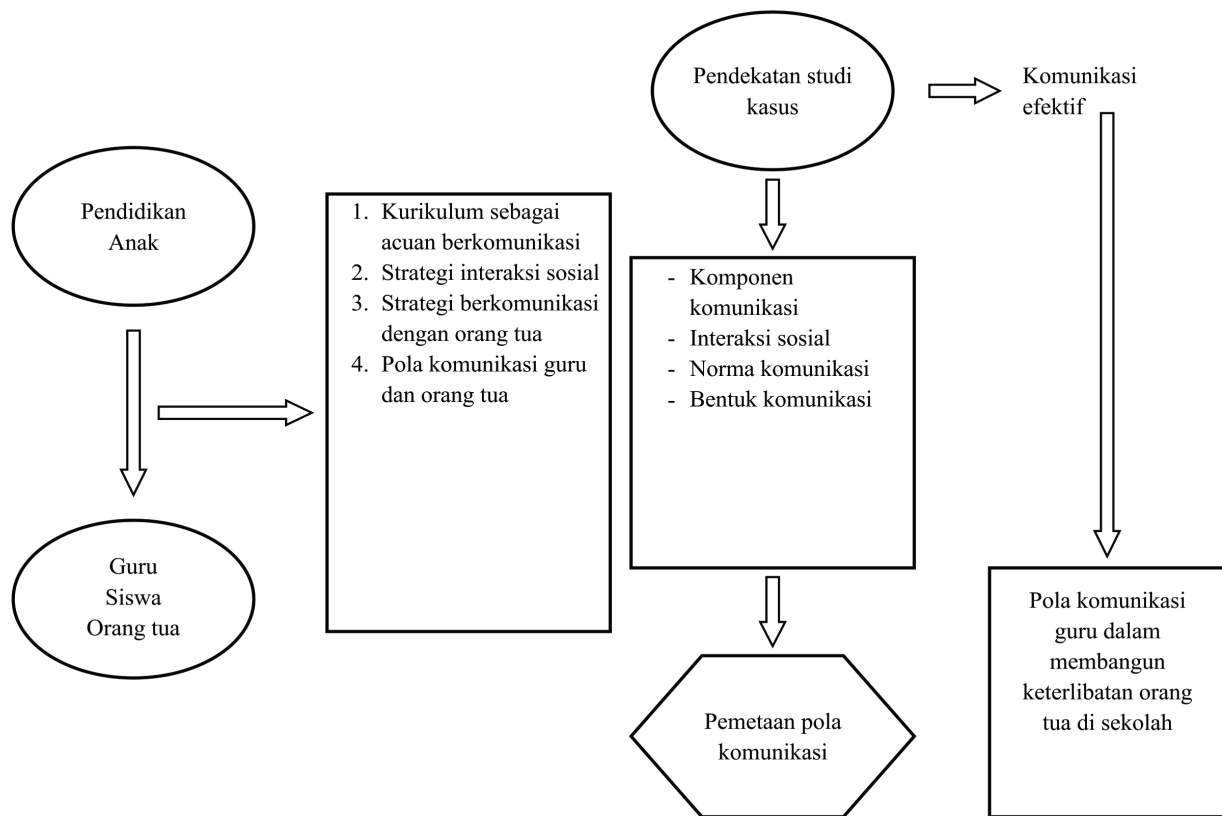 Pendidikan
Anak
Guru
Siswa
Orang tua
1. Kurikulum sebagai
acuan berkomunikasi
2. Strategi interaksi sosial
3. Strategi berkomunikasi
dengan orang tua
4. Pola komunikasi guru
dan orang tua
Pendekatan studi
kasus
- Komponen
komunikasi
- Interaksi sosial
- Norma komunikasi
- Bentuk komunikasi
Pemetaan pola
komunikasi
Komunikasi
efektif
Pola komunikasi
guru dalam
membangun
keterlibatan orang
tua di sekolah